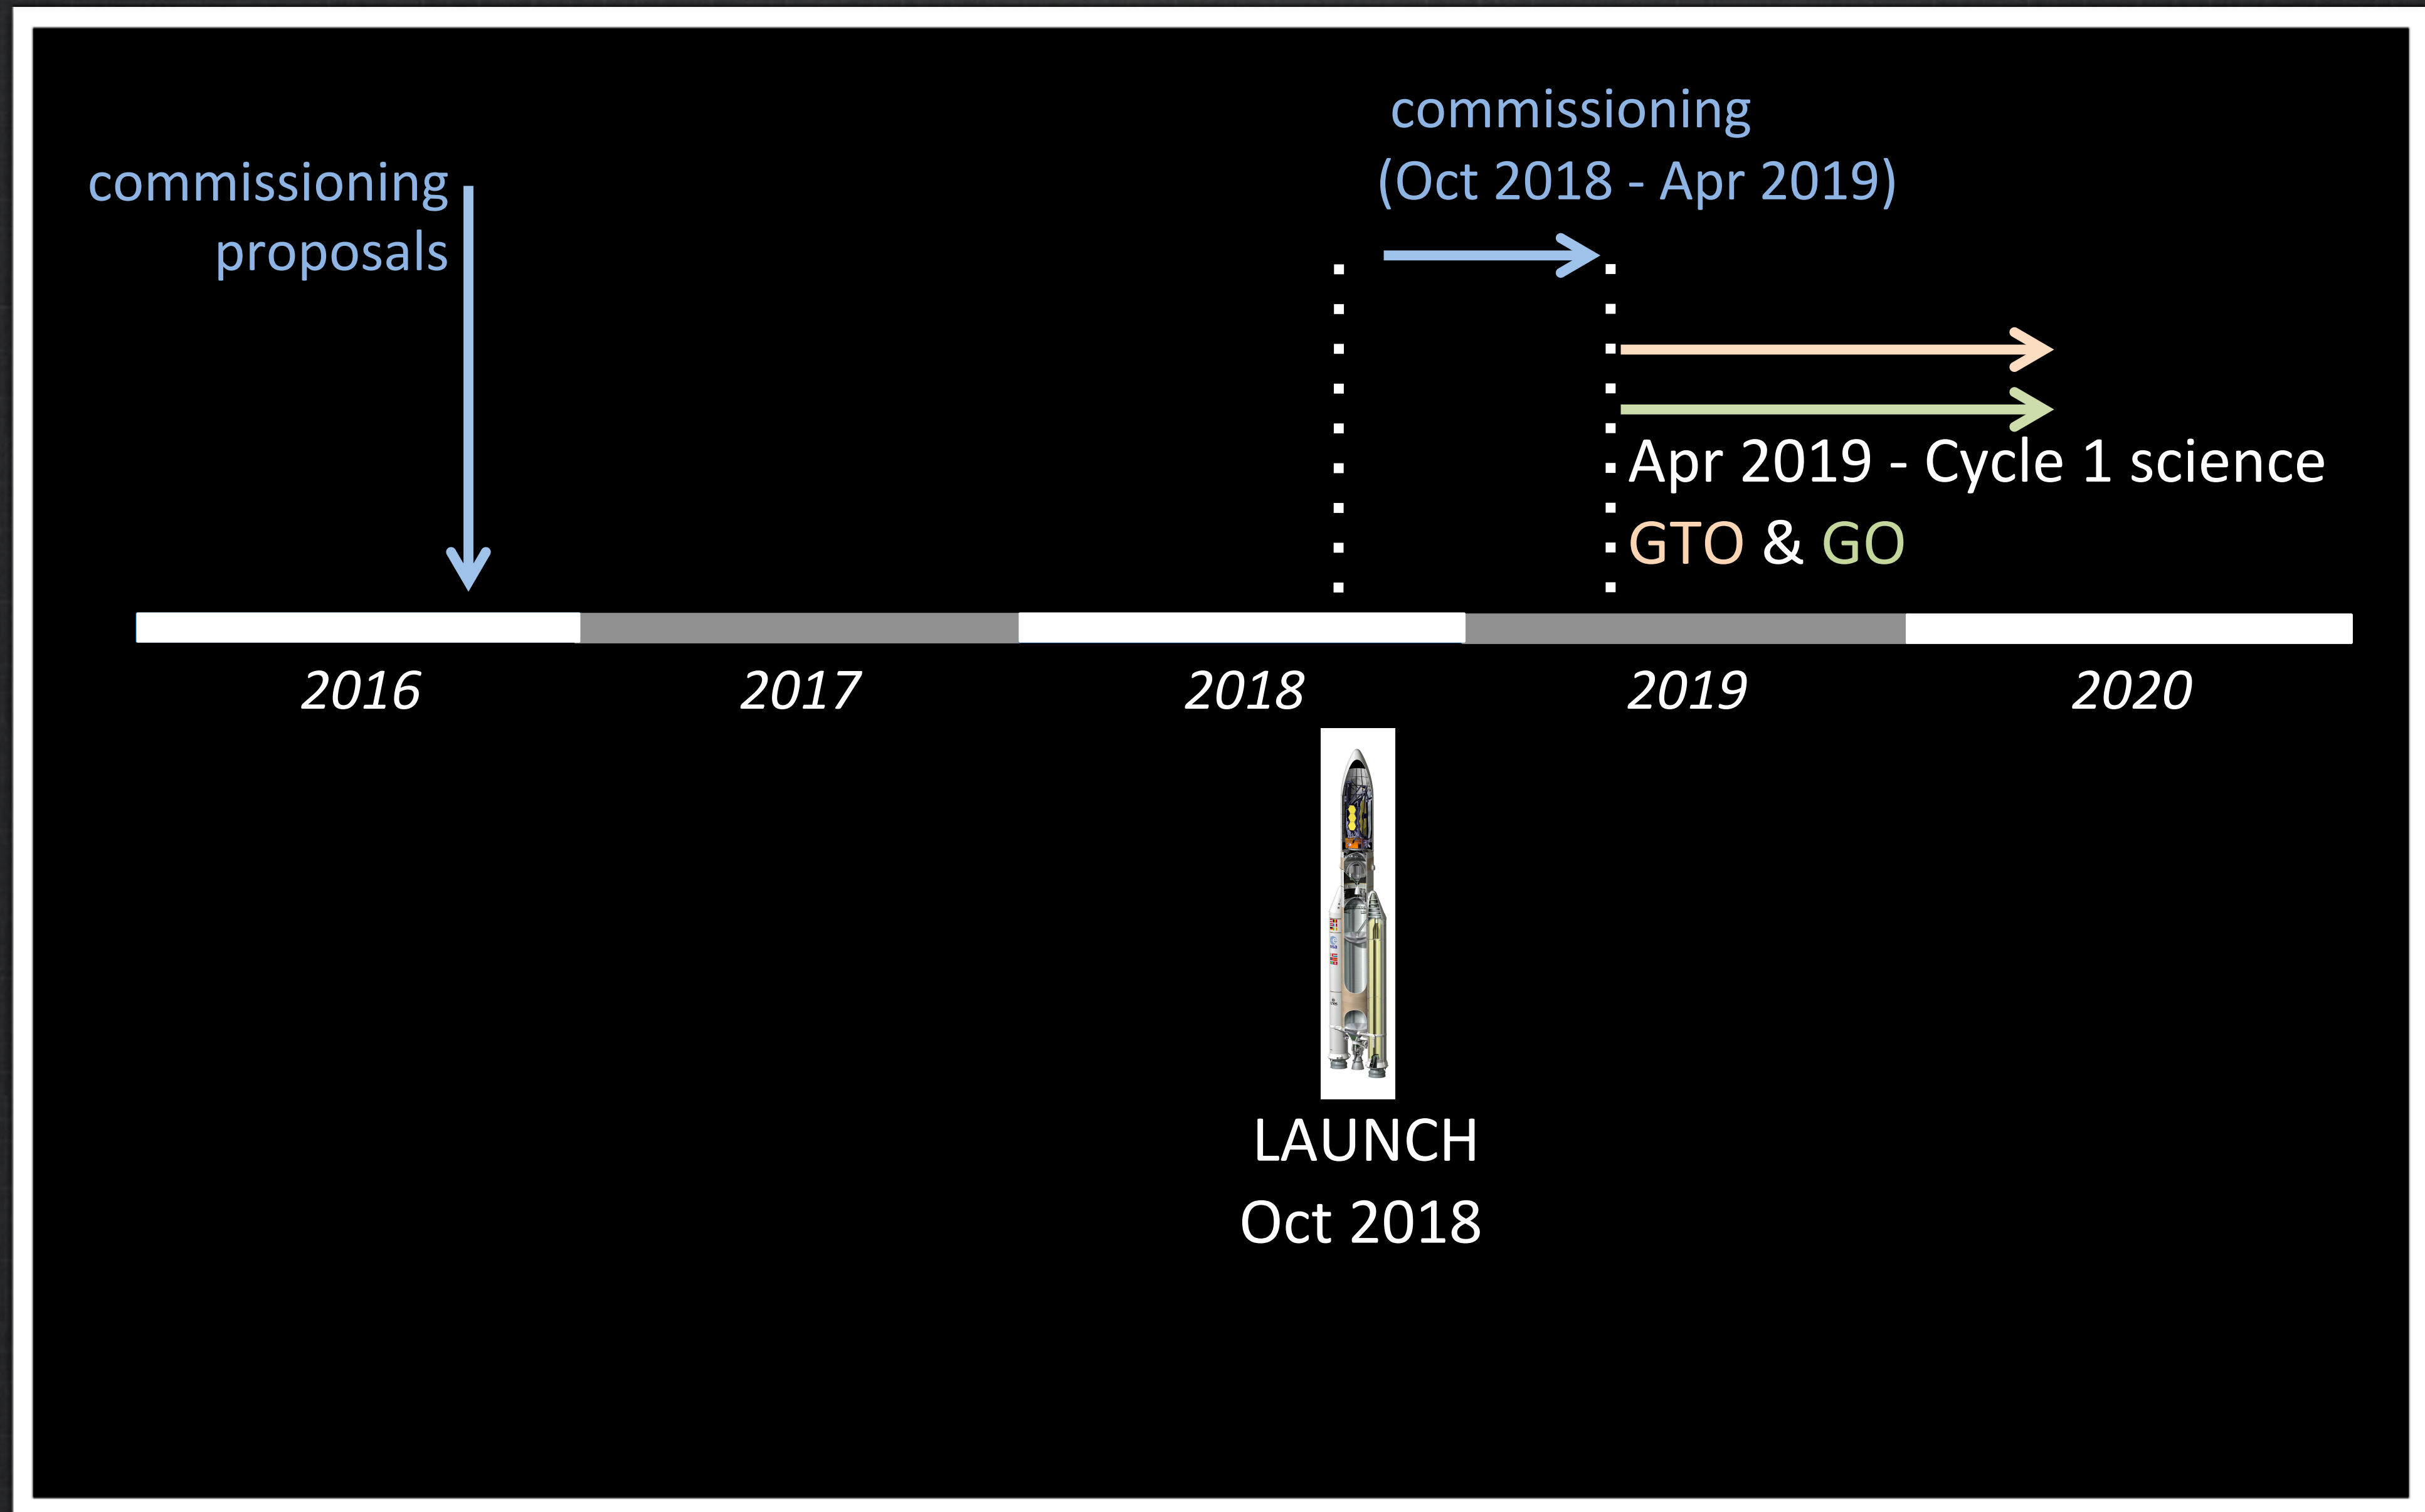 commissioning
(Oct 2018 - Apr 2019)
commissioning
proposals
Apr 2019 - Cycle 1 science
GTO & GO
2016 2017 2018 2019 2020
LAUNCH
Oct 2018